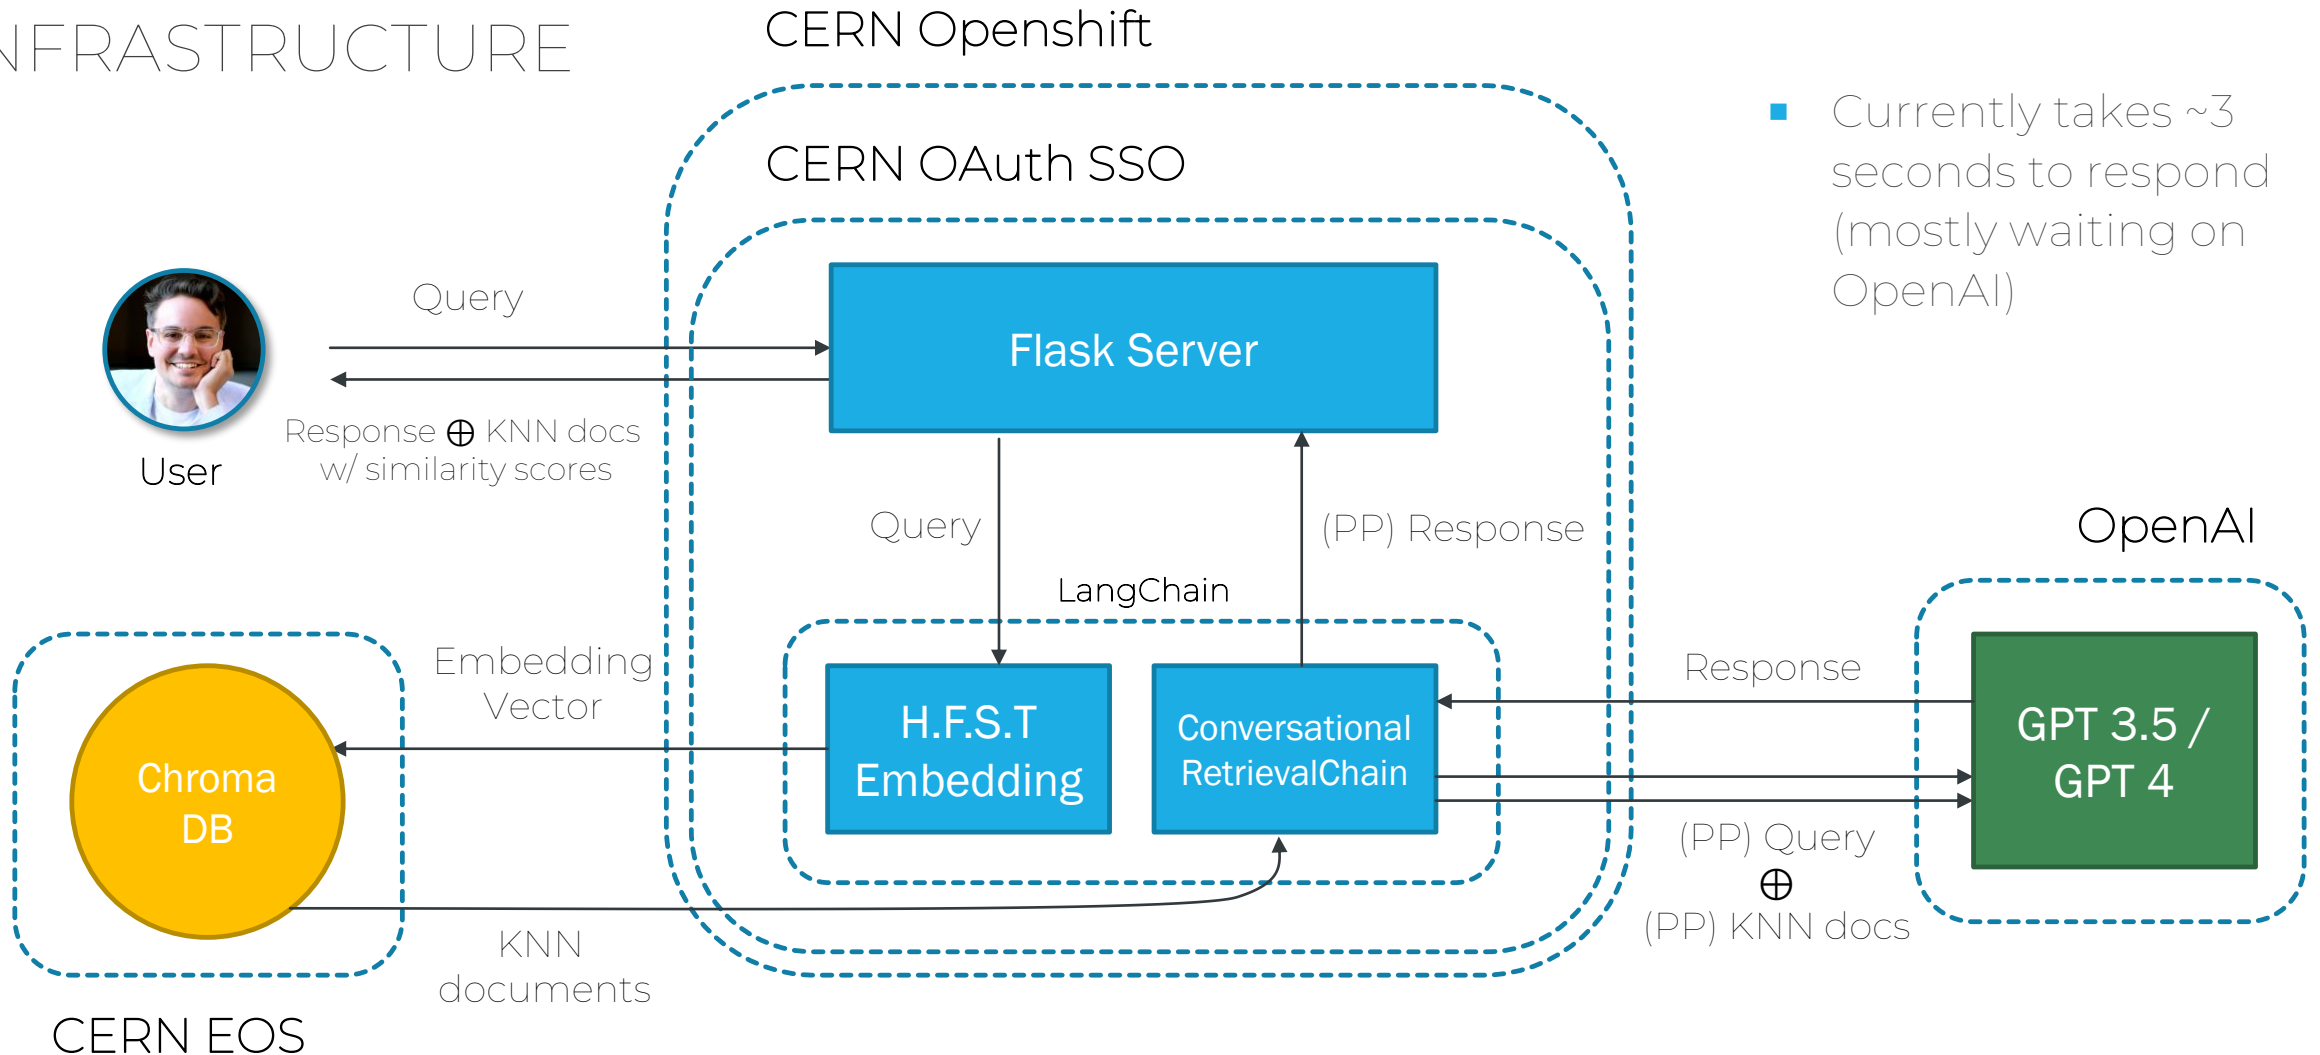 NFRASTRUCTURE
CERN Openshift
CERN OAuth SSO
Currently takes ~3
seconds to respond
(mostly waiting on
OpenAI)
Query
Flask Server
Response ⊕ KNN docs
w/ similarity scores
User
Query
(PP) Response
LangChain
OpenAI
Embedding
Vector
H.F.S.T
Embedding
Conversational
RetrievalChain
Response
GPT 3.5 /
GPT 4
Chroma
DB
(PP) Query
⊕
(PP) KNN docs
KNN
documents
CERN EOS